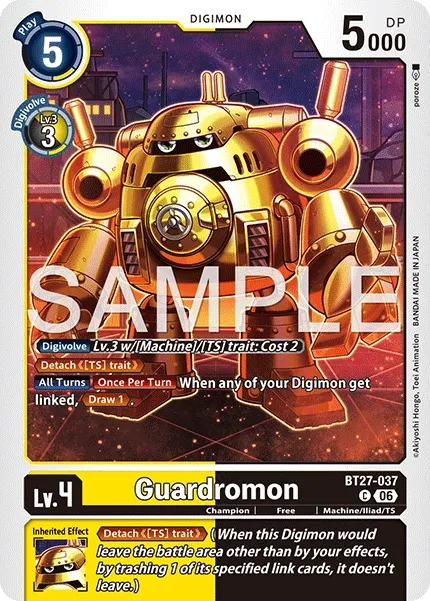 Play
5
DIGIMON
DP
5000
Digivolve
Lv.3
3
poroze
©Akiyoshi Hongo, Toei Animation BANDAI MADE IN JAPAN
SAMPLE
Digivolve Lv.3 w/[Machine]/[TS] trait: Cost 2
Detach《[TS] trait》
All Turns Once Per Turn When any of your Digimon get
linked, Draw 1.
BT27-037
Lv.4
Guardromon
C 06
Champion Free Machine/Iliad/TS
Inherited Effect
Detach《[TS] trait》 (When this Digimon would
leave the battle area other than by your effects,
by trashing 1 of its specified link cards, it doesn't
leave.)